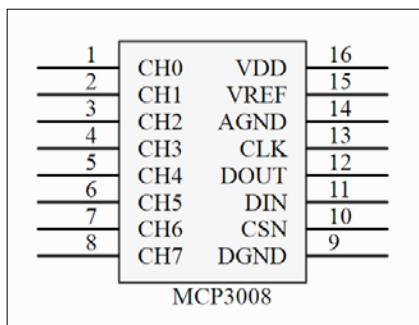 1 CH0 VDD 16
2 CH1 VREF 15
3 CH2 AGND 14
4 CH3 CLK 13
5 CH4 DOUT 12
6 CH5 DIN 11
7 CH6 CSN 10
8 CH7 DGND 9
MCP3008